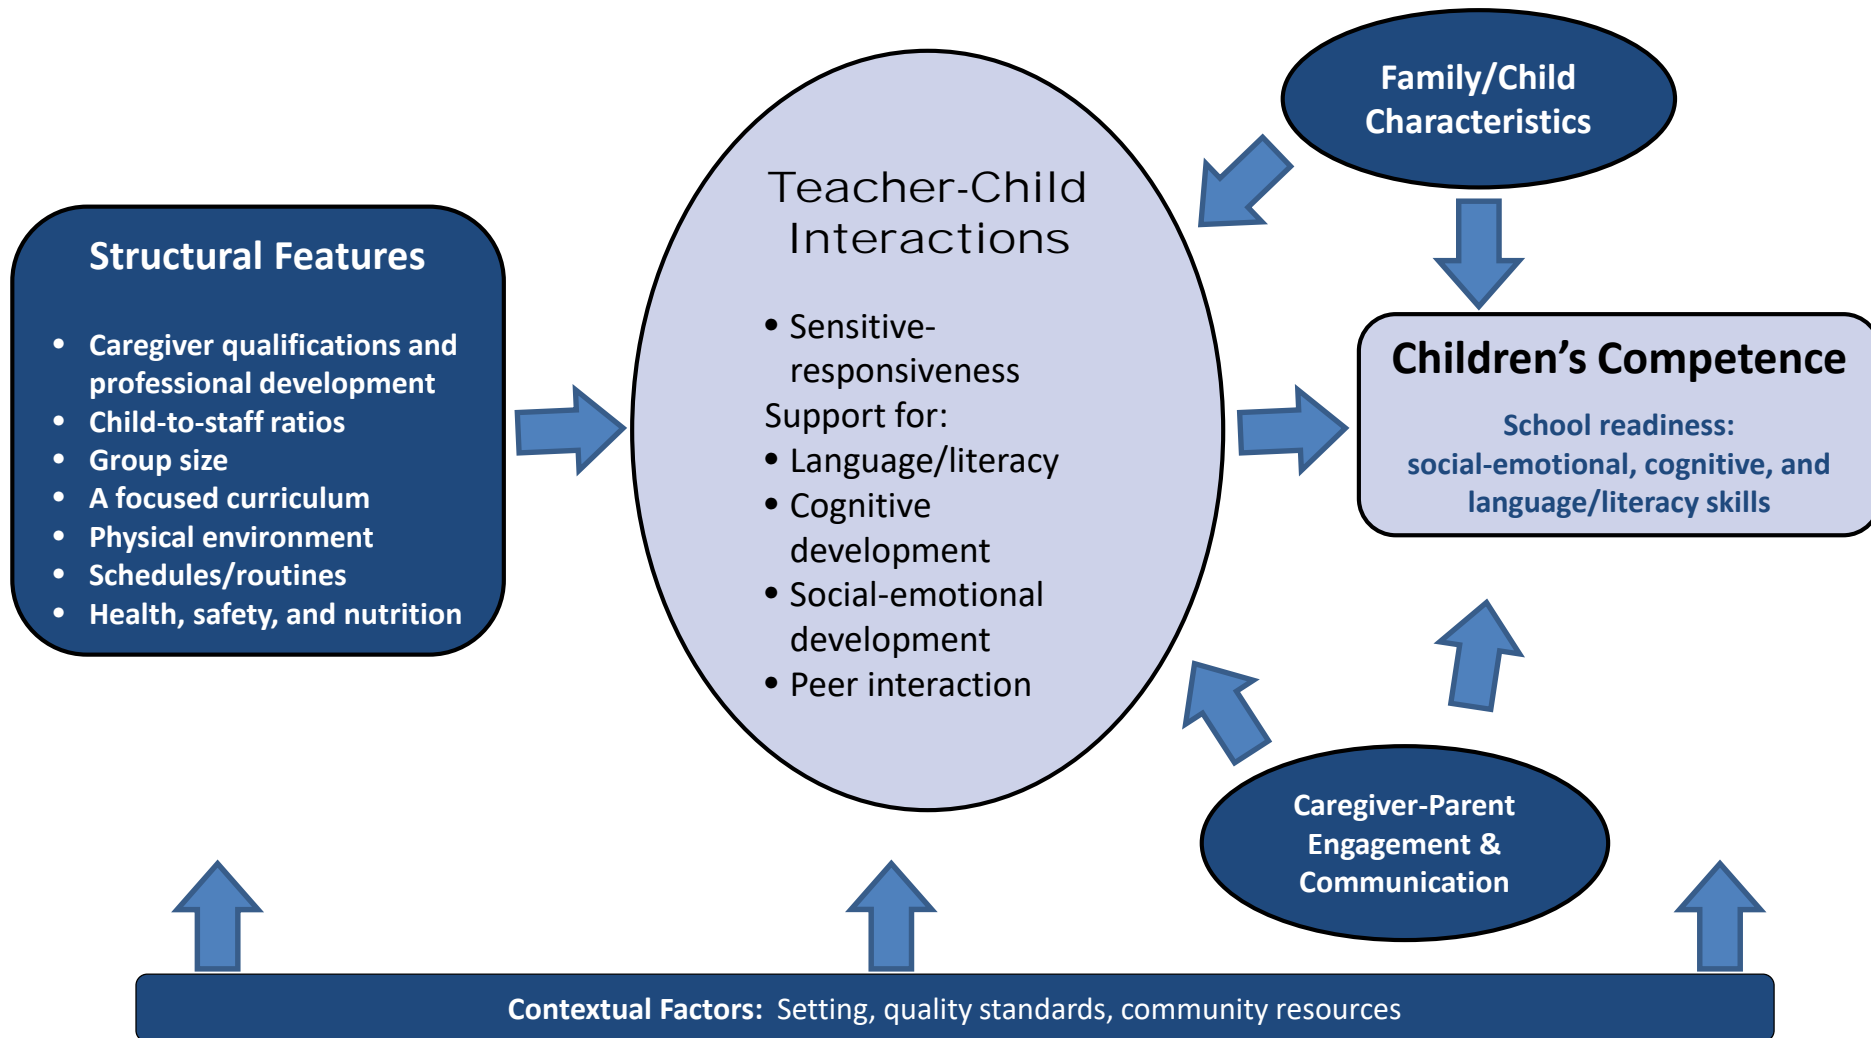 Family/Child
Characteristics
Structural Features
• Caregiver qualifications and
professional development
• Child-to-staff ratios
• Group size
• A focused curriculum
• Physical environment
• Schedules/routines
• Health, safety, and nutrition
Teacher-Child
Interactions
• Sensitive-
responsiveness
Support for:
• Language/literacy
• Cognitive
development
• Social-emotional
development
• Peer interaction
Children’s Competence
School readiness:
social-emotional, cognitive, and
language/literacy skills
Caregiver-Parent
Engagement &
Communication
Contextual Factors: Setting, quality standards, community resources